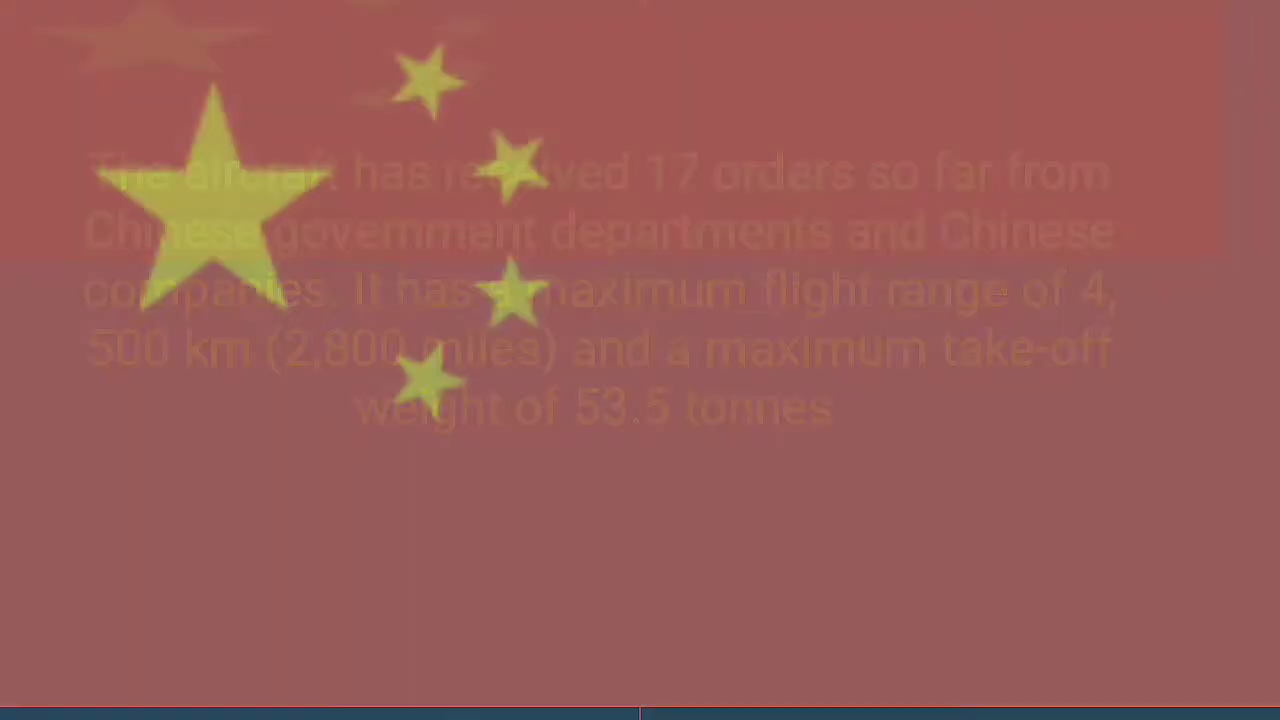 The aircraft has received 17 orders so far from
Chinese government departments and Chinese
companies. It has a maximum flight range of 4,
500 km (2,800 miles) and a maximum take-off
weight of 53.5 tonnes